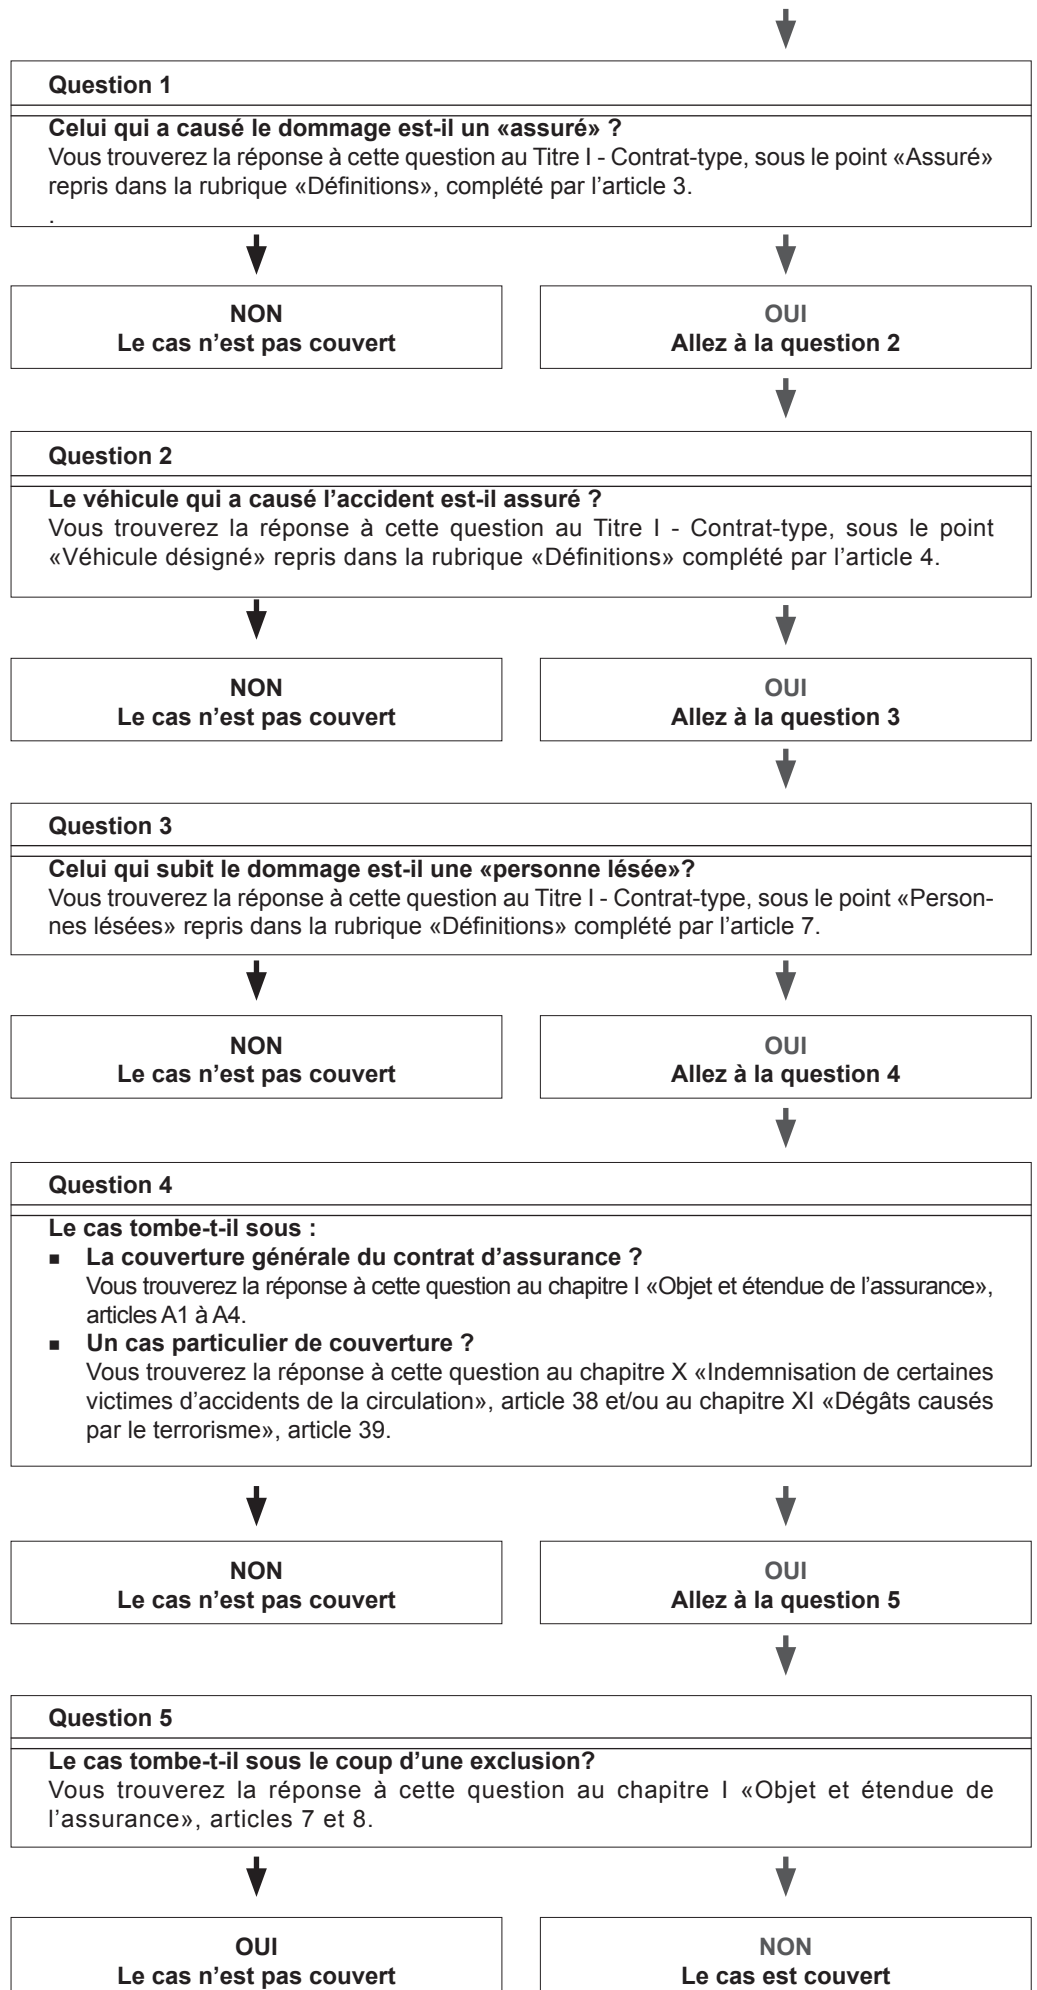 Question 1
Celui qui a causé le dommage est-il un «assuré» ?
Vous trouverez la réponse à cette question au Titre I - Contrat-type, sous le point «Assuré»
repris dans la rubrique «Définitions», complété par l’article 3.
.
NON
Le cas n’est pas couvert
OUI
Allez à la question 2
Question 2
Le véhicule qui a causé l’accident est-il assuré ?
Vous trouverez la réponse à cette question au Titre I - Contrat-type, sous le point
«Véhicule désigné» repris dans la rubrique «Définitions» complété par l’article 4.
NON
Le cas n’est pas couvert
OUI
Allez à la question 3
Question 3
Celui qui subit le dommage est-il une «personne lésée»?
Vous trouverez la réponse à cette question au Titre I - Contrat-type, sous le point «Person-
nes lésées» repris dans la rubrique «Définitions» complété par l’article 7.
NON
Le cas n’est pas couvert
OUI
Allez à la question 4
Question 4
Le cas tombe-t-il sous :
■ La couverture générale du contrat d’assurance ?
Vous trouverez la réponse à cette question au chapitre I «Objet et étendue de l’assurance»,
articles A1 à A4.
■ Un cas particulier de couverture ?
Vous trouverez la réponse à cette question au chapitre X «Indemnisation de certaines
victimes d’accidents de la circulation», article 38 et/ou au chapitre XI «Dégâts causés
par le terrorisme», article 39.
NON
Le cas n’est pas couvert
OUI
Allez à la question 5
Question 5
Le cas tombe-t-il sous le coup d’une exclusion?
Vous trouverez la réponse à cette question au chapitre I «Objet et étendue de
l’assurance», articles 7 et 8.
OUI
Le cas n’est pas couvert
NON
Le cas est couvert